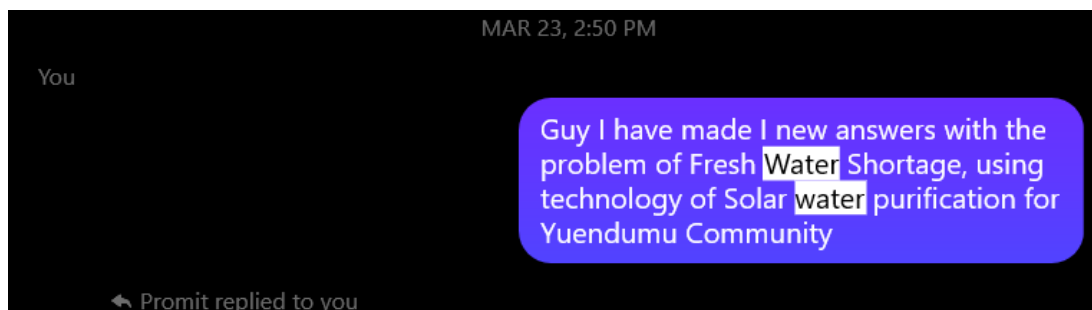 MAR 23, 2:50 PM
You
Guy I have made I new answers with the
problem of Fresh Water Shortage, using
technology of Solar water purification for
Yuendumu Community
Promit replied to you